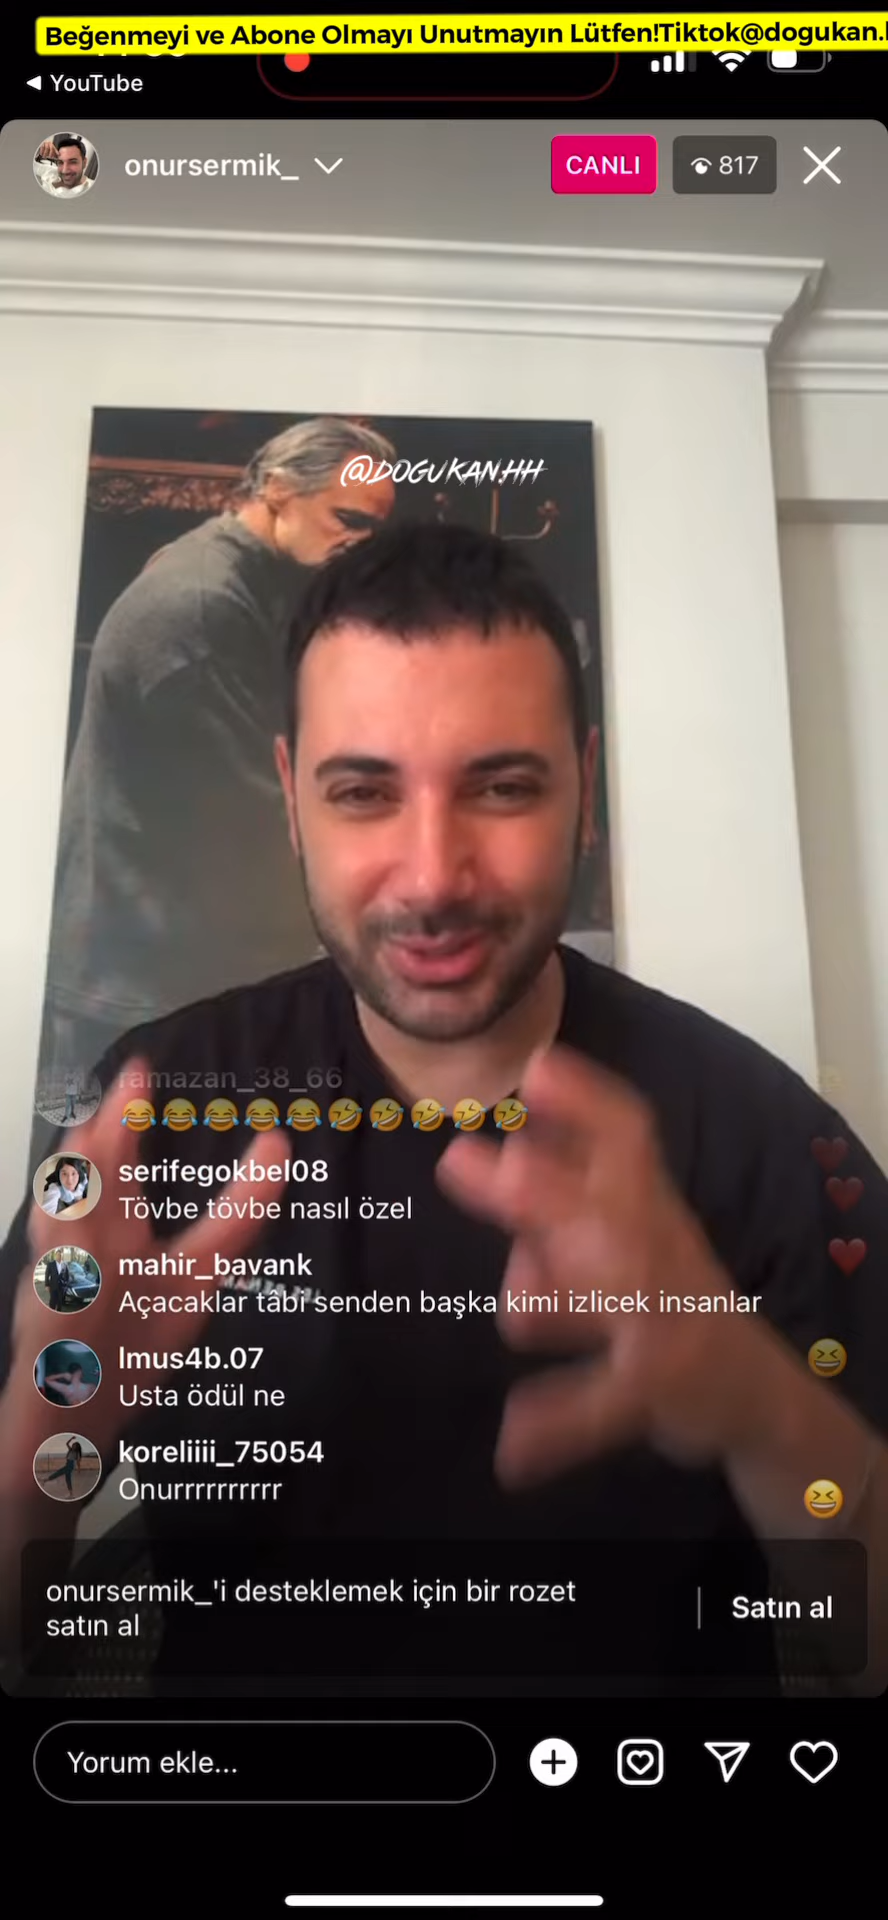 Beğenmeyi ve Abone Olmayı Unutmayın Lütfen!Tiktok@dogukan.
YouTube
onursermik_
CANLI
817
@DOGUKAN.HH
ramazan_38_66
😂😂😂😂😂🤣🤣🤣🤣🤣
serifegokbel08
Tövbe tövbe nasıl özel
mahir_bavank
Açacaklar tâbi senden başka kimi izlicek insanlar
lmus4b.07
Usta ödül ne
koreliiii_75054
Onurrrrrrrrrrr
onursermik_'i desteklemek için bir rozet
satın al
Satın al
Yorum ekle...